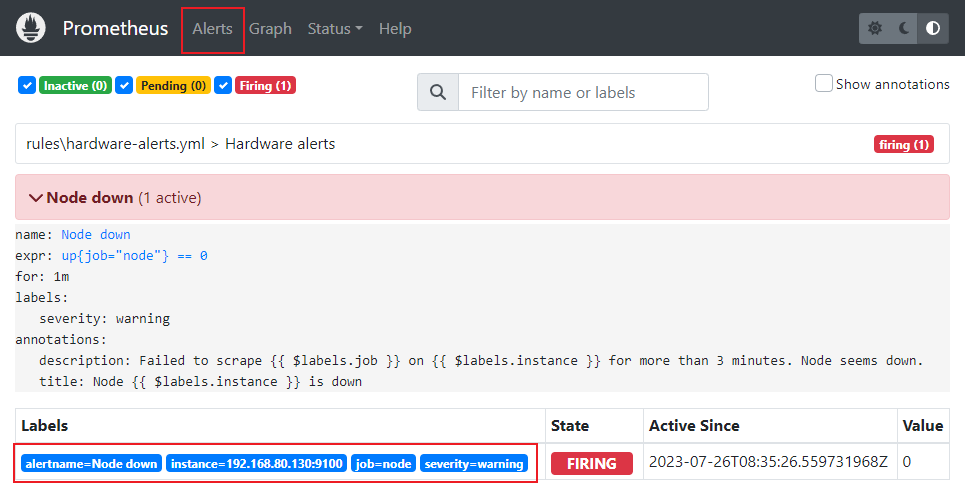 Prometheus Alerts Graph Status Help
Inactive (0) Pending (0) Firing (1) Filter by name or labels Show annotations
rules\hardware-alerts.yml > Hardware alerts firing (1)
Node down (1 active)
name: Node down
expr: up{job="node"} == 0
for: 1m
labels:
severity: warning
annotations:
description: Failed to scrape {{ $labels.job }} on {{ $labels.instance }} for more than 3 minutes. Node seems down.
title: Node {{ $labels.instance }} is down
Labels State Active Since Value
alertname=Node down instance=192.168.80.130:9100 job=node severity=warning FIRING 2023-07-26T08:35:26.559731968Z 0